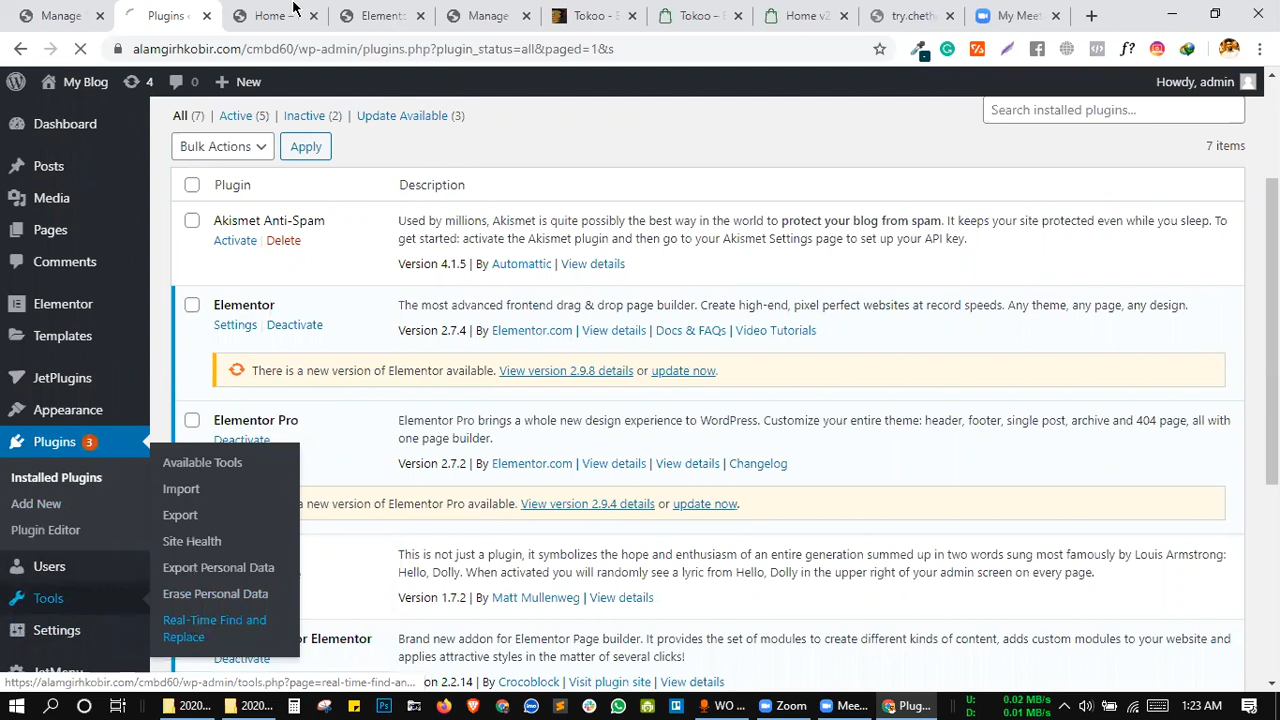 Manage
Plugins ‹
Home –
Elements
Manage
Tokoo – E
Tokoo – E
Home v2
try.cheth
My Meet
alamgirhkobir.com/cmbd60/wp-admin/plugins.php?plugin_status=all&paged=1&s
My Blog
4
0
New
Howdy, admin
Dashboard
Posts
Media
Pages
Comments
Elementor
Templates
JetPlugins
Appearance
Plugins 3
Installed Plugins
Add New
Plugin Editor
Users
Tools
Settings
JetMenu
Available Tools
Import
Export
Site Health
Export Personal Data
Erase Personal Data
Real-Time Find and
Replace
All (7) | Active (5) | Inactive (2) | Update Available (3)
Search installed plugins...
Bulk Actions
Apply
7 items
Plugin Description
Akismet Anti-Spam
Activate | Delete
Used by millions, Akismet is quite possibly the best way in the world to protect your blog from spam. It keeps your site protected even while you sleep. To
get started: activate the Akismet plugin and then go to your Akismet Settings page to set up your API key.
Version 4.1.5 | By Automattic | View details
Elementor
Settings | Deactivate
The most advanced frontend drag & drop page builder. Create high-end, pixel perfect websites at record speeds. Any theme, any page, any design.
Version 2.7.4 | By Elementor.com | View details | Docs & FAQs | Video Tutorials
There is a new version of Elementor available. View version 2.9.8 details or update now.
Elementor Pro
Deactivate
Elementor Pro brings a whole new design experience to WordPress. Customize your entire theme: header, footer, single post, archive and 404 page, all with
one page builder.
Version 2.7.2 | By Elementor.com | View details | View details | Changelog
a new version of Elementor Pro available. View version 2.9.4 details or update now.
This is not just a plugin, it symbolizes the hope and enthusiasm of an entire generation summed up in two words sung most famously by Louis Armstrong:
Hello, Dolly. When activated you will randomly see a lyric from Hello, Dolly in the upper right of your admin screen on every page.
Version 1.7.2 | By Matt Mullenweg | View details
or Elementor
Deactivate
Brand new addon for Elementor Page builder. It provides the set of modules to create different kinds of content, adds custom modules to your website and
applies attractive styles in the matter of several clicks!
on 2.2.14 | By Crocoblock | Visit plugin site | View details
https://alamgirhkobir.com/cmbd60/wp-admin/tools.php?page=real-time-find-an...
2020
2020
WO ...
Zoom
Mee...
Plug...
U: 0.02 MB/s
D: 0.01 MB/s
1:23 AM